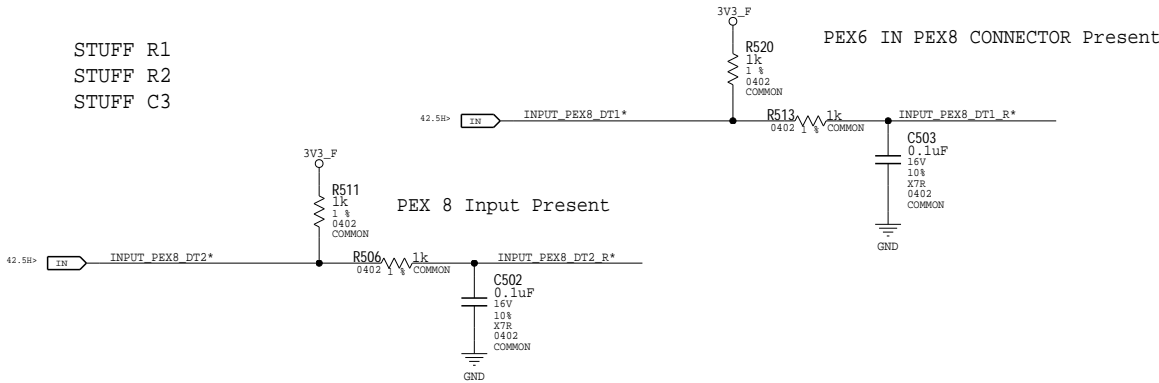 STUFF R1
STUFF R2
STUFF C3
3V3_F
R520
1k
1 %
0402
COMMON
PEX6 IN PEX8 CONNECTOR Present
42.5H>
IN
INPUT_PEX8_DT1*
R513
1k
0402 1 % COMMON
INPUT_PEX8_DT1_R*
C503
0.1uF
16V
10%
X7R
0402
COMMON
GND
3V3_F
R511
1k
1 %
0402
COMMON
PEX 8 Input Present
42.5H>
IN
INPUT_PEX8_DT2*
R506
1k
0402 1 % COMMON
INPUT_PEX8_DT2_R*
C502
0.1uF
16V
10%
X7R
0402
COMMON
GND